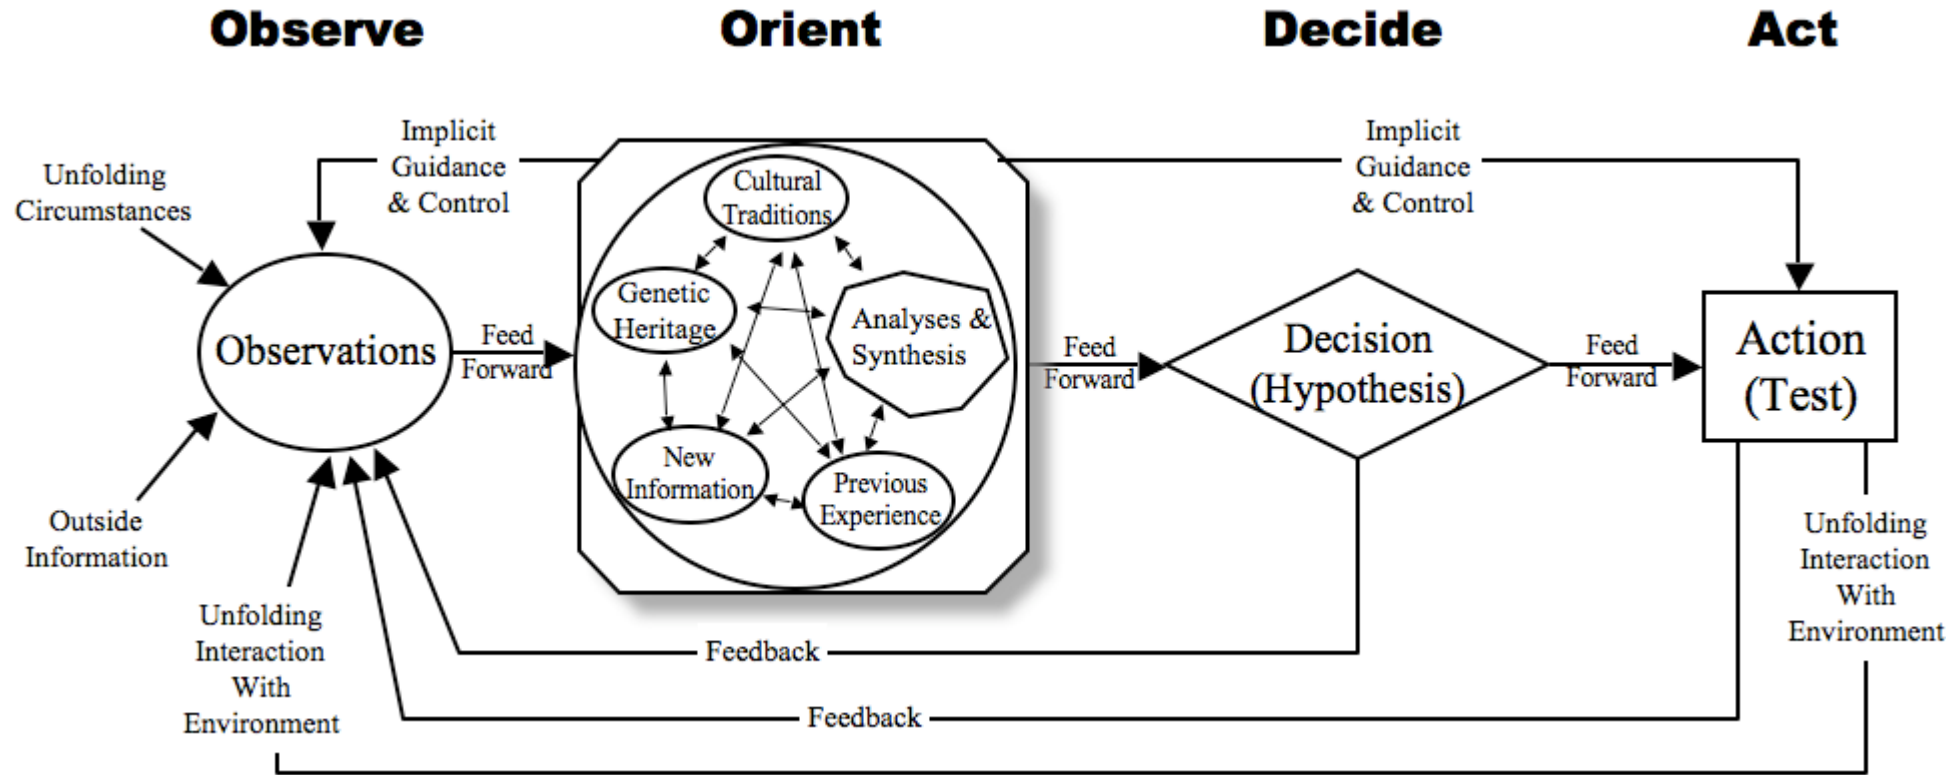 Observe
Orient
Decide
Act
Implicit
Guidance
& Control
Implicit
Guidance
& Control
Unfolding
Circumstances
Cultural
Traditions
Genetic
Heritage
Analyses &
Synthesis
New
Information
Previous
Experience
Observations
Feed
Forward
Feed
Forward
Decision
(Hypothesis)
Feed
Forward
Action
(Test)
Outside
Information
Unfolding
Interaction
With
Environment
Unfolding
Interaction
With
Environment
Feedback
Feedback